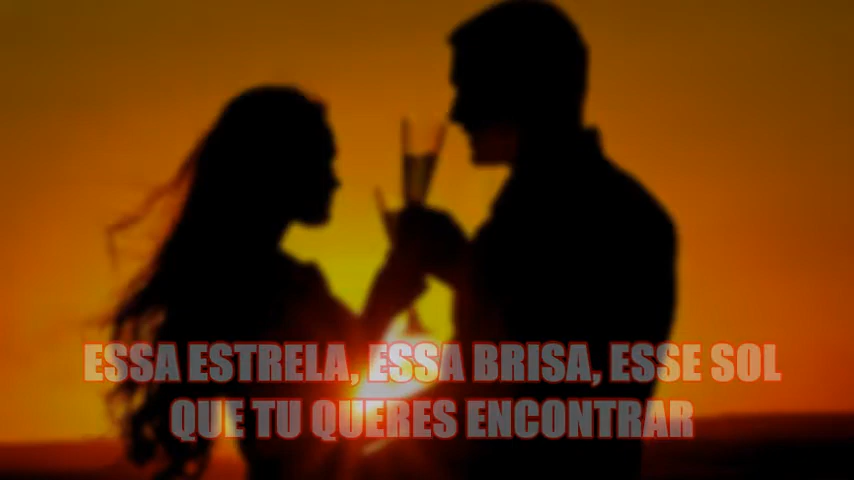 ESSA ESTRELA, ESSA BRISA, ESSE SOL
QUE TU QUERES ENCONTRAR